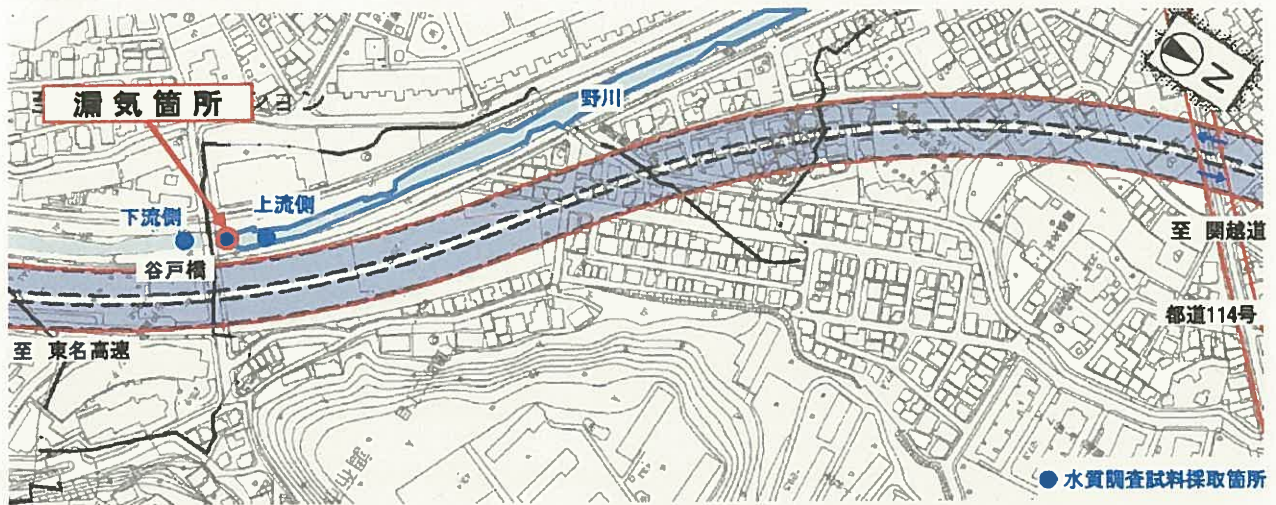 漏気箇所
野川
上流側
下流側
谷戸橋
至 東名高速
N
至 関越道
都道114号
水質調査試料採取箇所